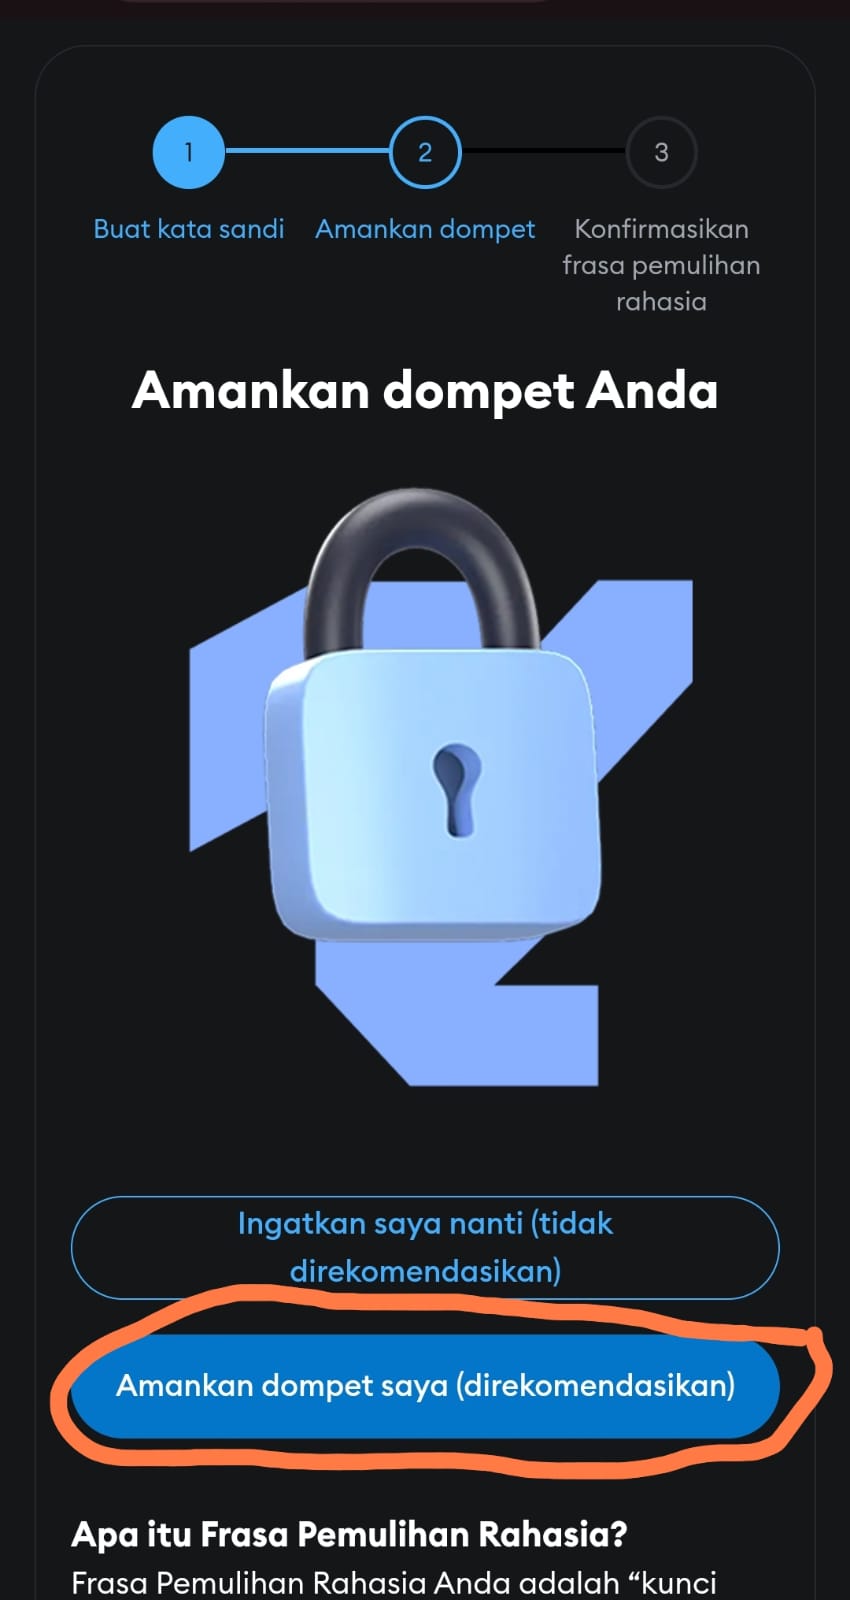 1
2
3
Buat kata sandi
Amankan dompet
Konfirmasikan
frasa pemulihan
rahasia
Amankan dompet Anda
Ingatkan saya nanti (tidak
direkomendasikan)
Amankan dompet saya (direkomendasikan)
Apa itu Frasa Pemulihan Rahasia?
Frasa Pemulihan Rahasia Anda adalah “kunci